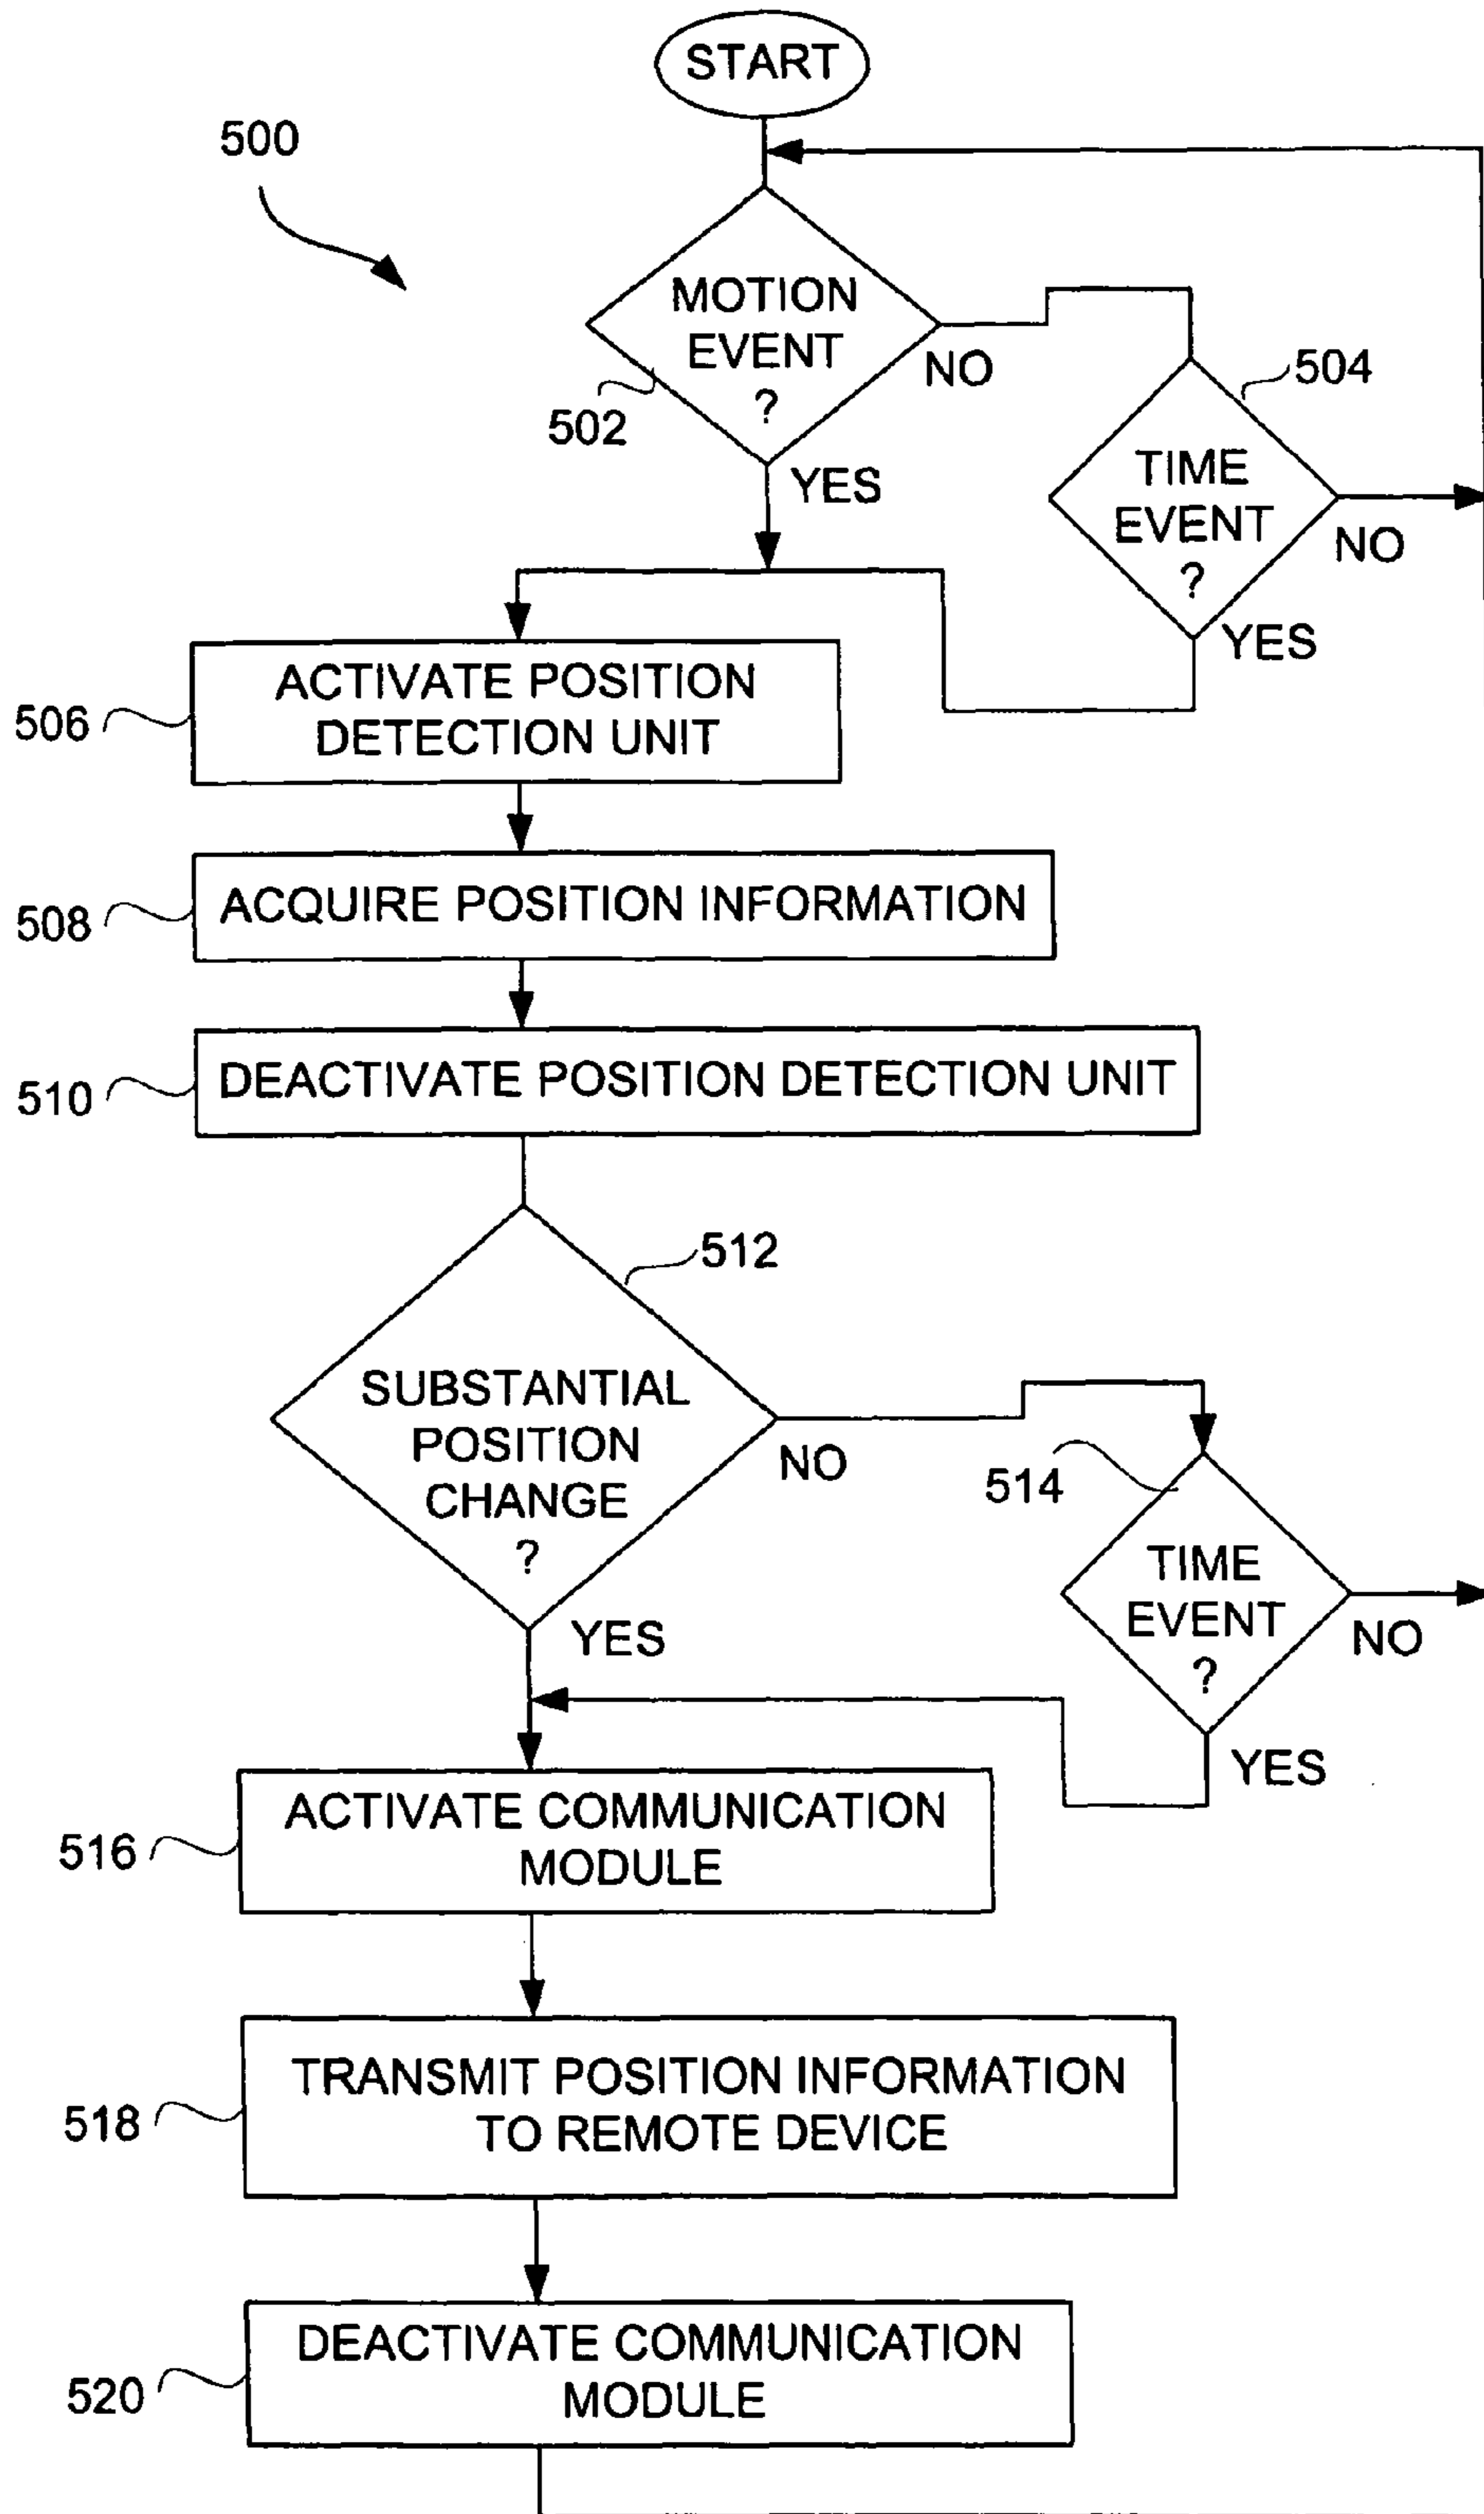 START
500
MOTION
EVENT
?
502
NO
YES
504
TIME
EVENT
?
NO
YES
ACTIVATE POSITION
DETECTION UNIT
506
ACQUIRE POSITION INFORMATION
508
DEACTIVATE POSITION DETECTION UNIT
510
512
SUBSTANTIAL
POSITION
CHANGE
?
NO
YES
514
TIME
EVENT
?
NO
YES
ACTIVATE COMMUNICATION
MODULE
516
TRANSMIT POSITION INFORMATION
TO REMOTE DEVICE
518
DEACTIVATE COMMUNICATION
MODULE
520